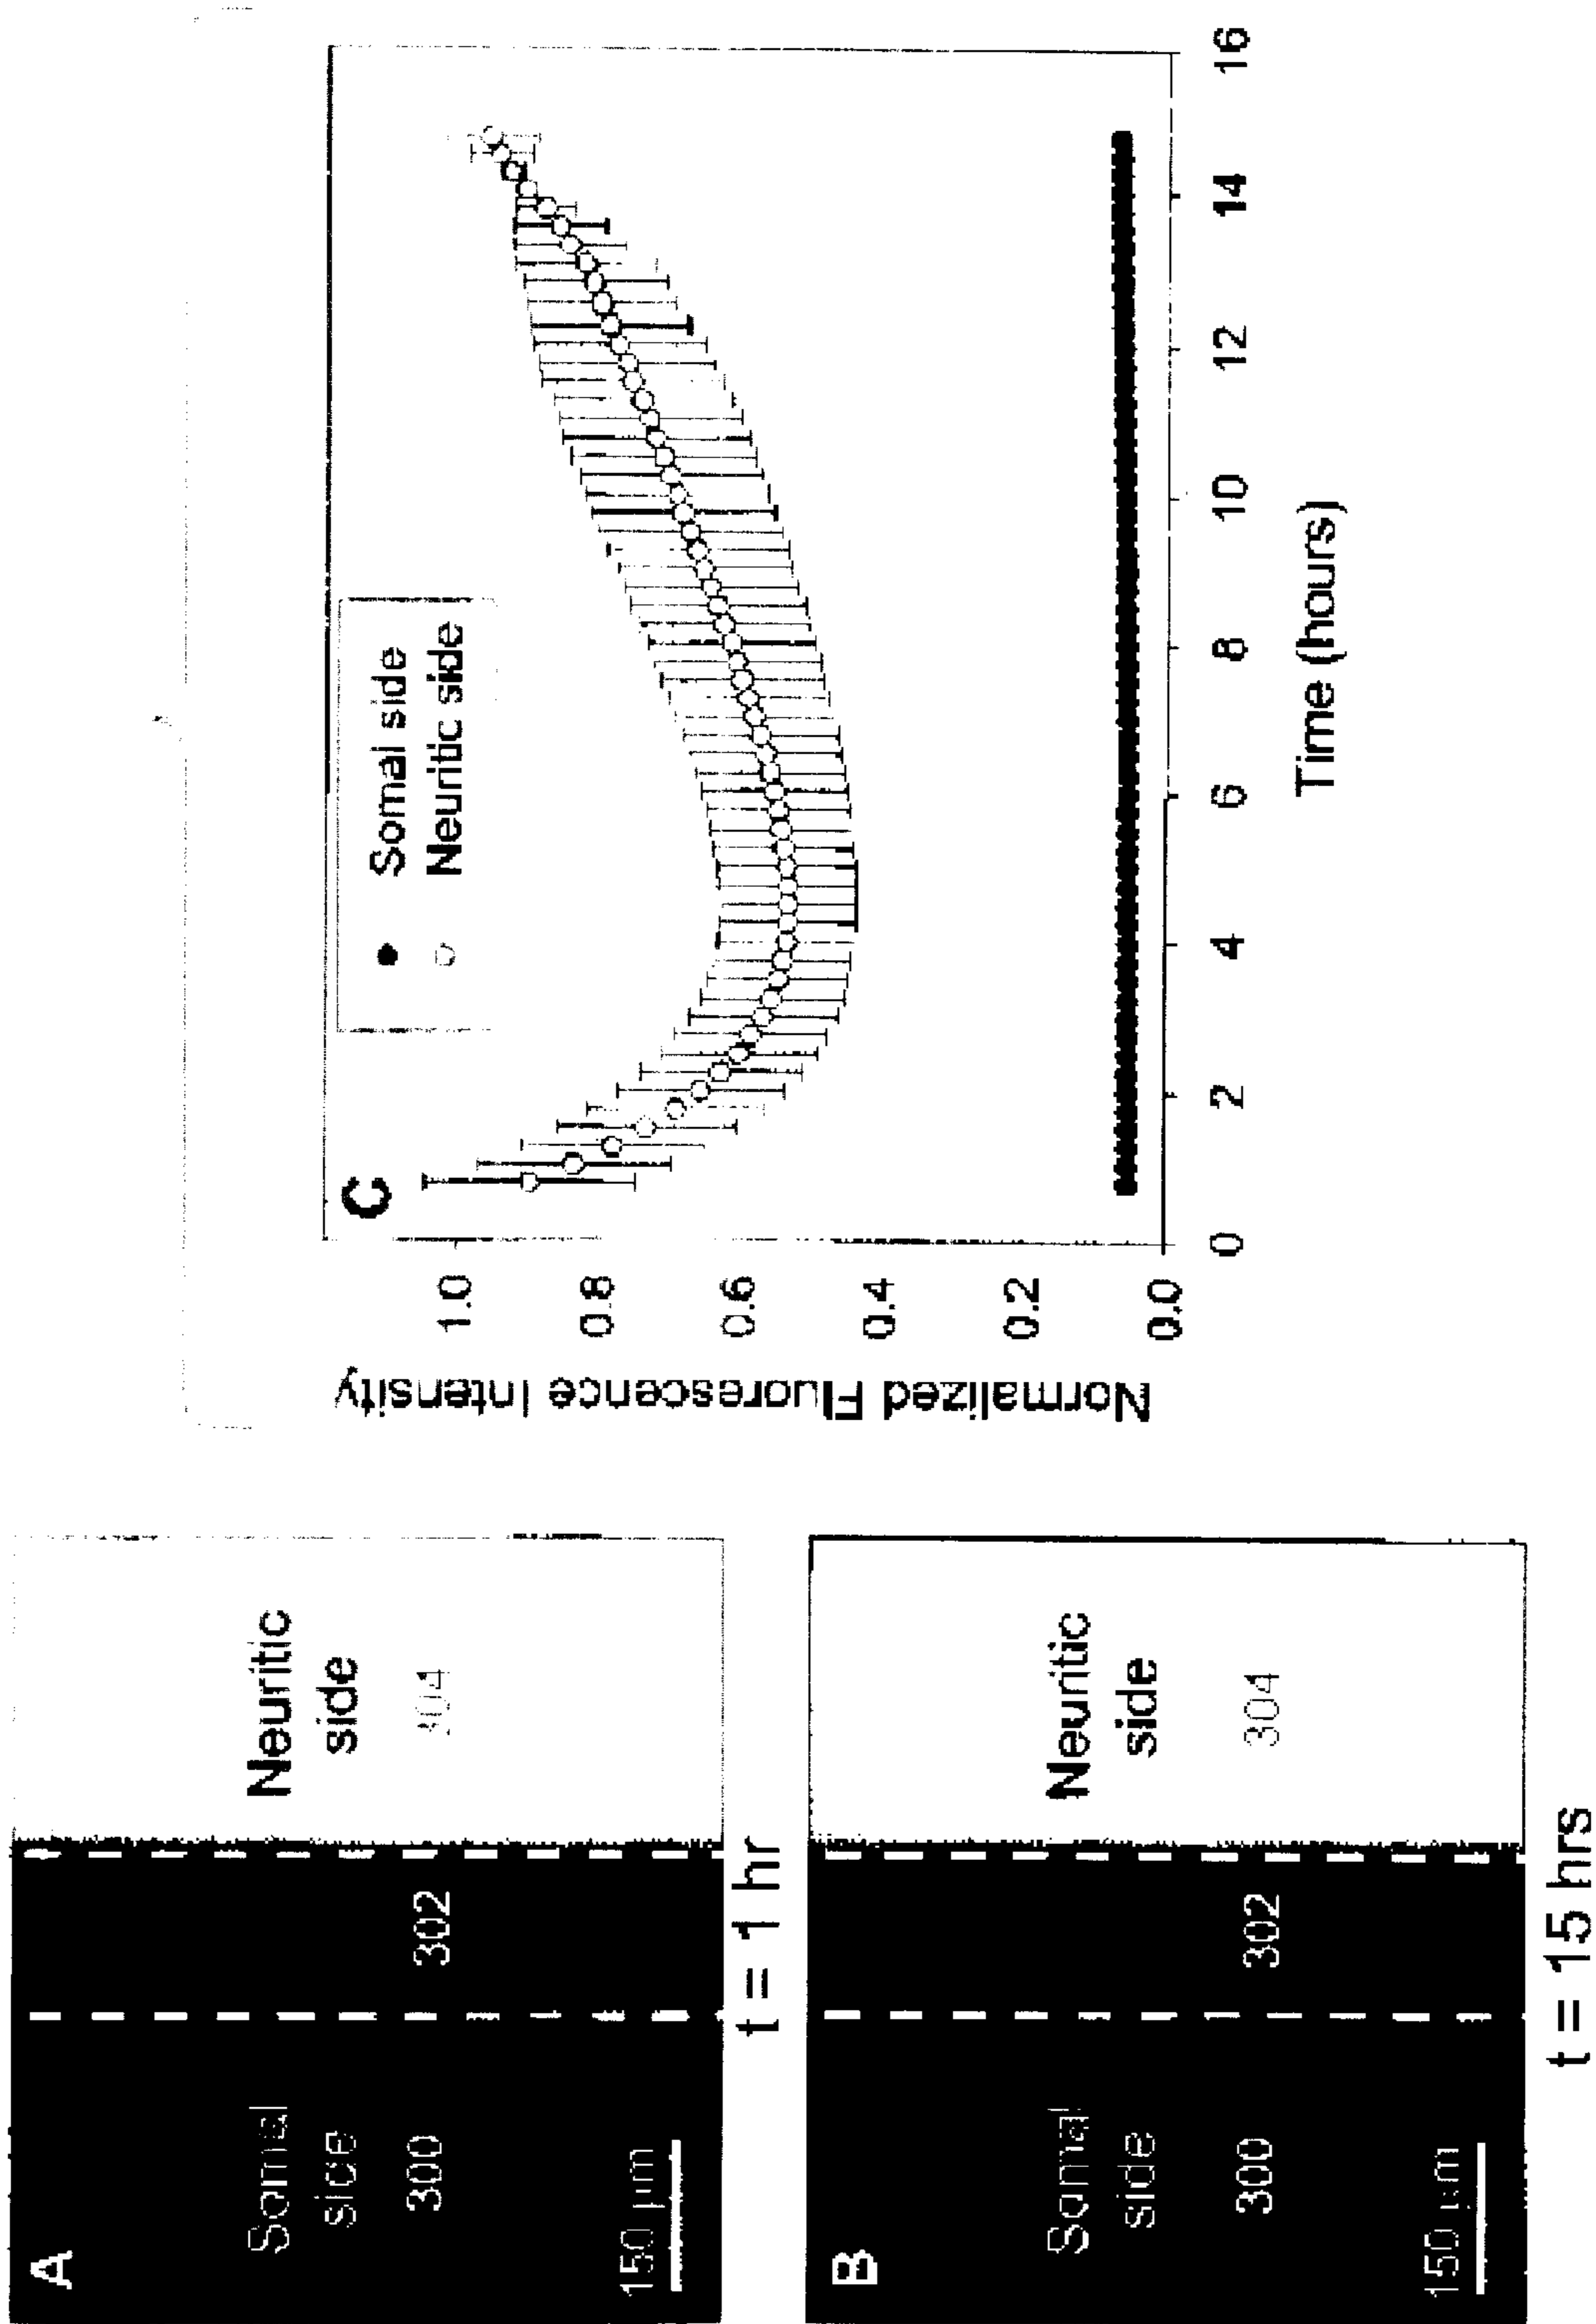 A
Somal
side
300
302
Neuritic
side
304
150 µm
t = 1 hr
B
Somal
side
300
302
Neuritic
side
304
150 µm
t = 15 hrs
C
Somal side
Neuritic side
Normalized Fluorescence Intensity
1.0
0.8
0.6
0.4
0.2
0.0
0
2
4
6
8
10
12
14
16
Time (hours)